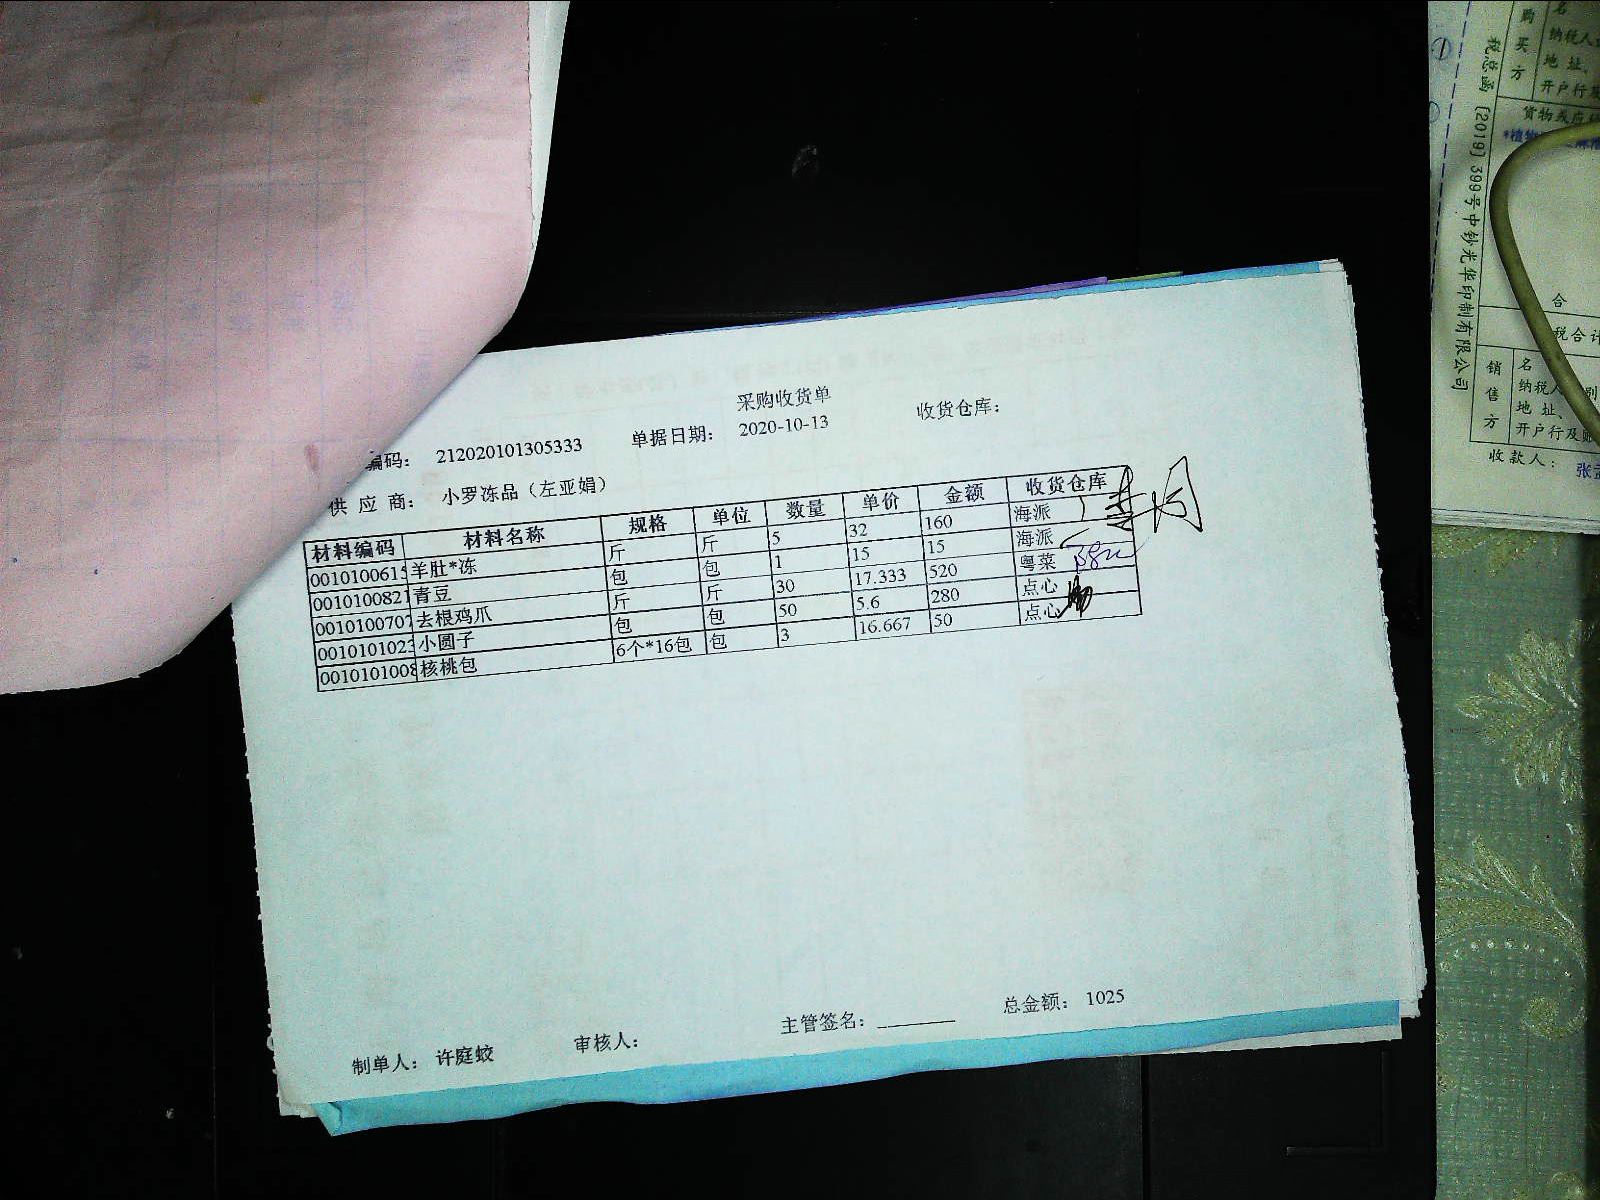 采购收货单
编码： 212020101305333 单据日期： 2020-10-13 收货仓库：
供 应 商： 小罗冻品（左亚娟）
材料编码 材料名称 规格 单位 数量 单价 金额 收货仓库
0010100615 羊肚*冻 斤 斤 5 32 160 海派
0010100821 青豆 包 包 1 15 15 海派
0010100707 去根鸡爪 斤 斤 30 17.333 520 粤菜
0010101023 小圆子 包 包 50 5.6 280 点心
0010101008 核桃包 6个*16包 包 3 16.667 50 点心
制单人： 许庭蛟 审核人： 主管签名： 总金额： 1025
税总函〔2019〕399号中钞光华印制有限公司
购买方
名
纳税人
地 址、
开户行及
货物或应
合
税合计
销售方
名
纳税人 别
地 址、
开户行及账
收款人： 张